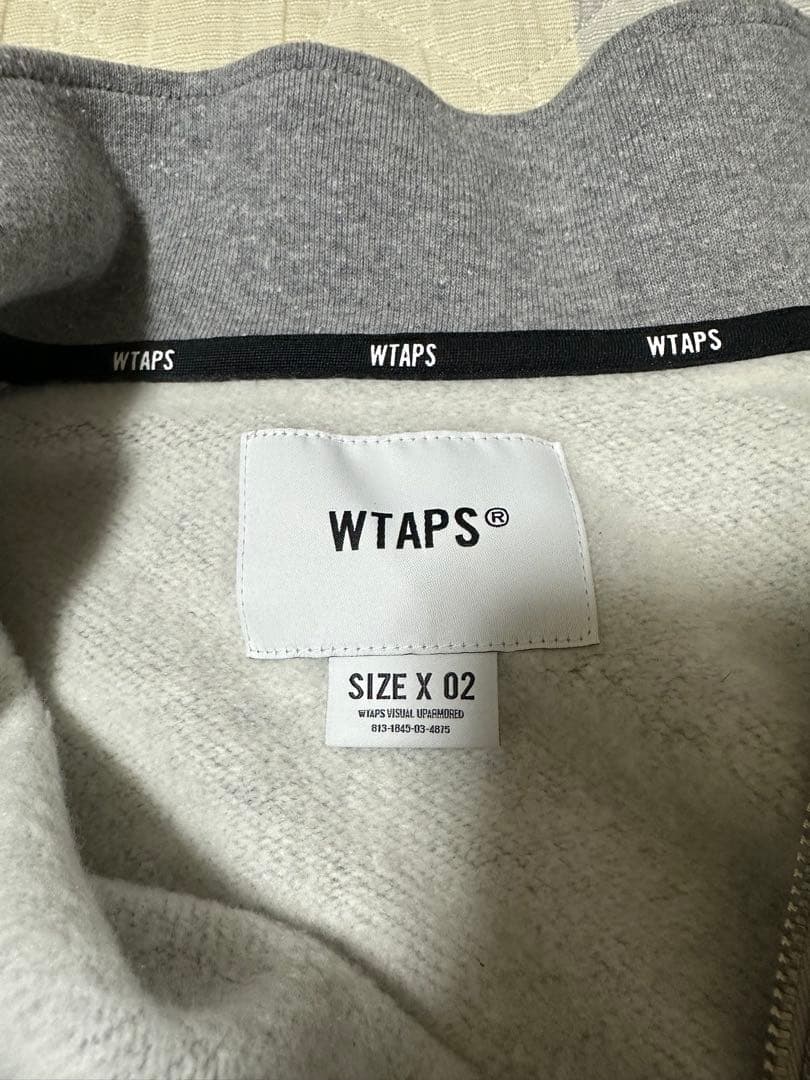 WTAPS WTAPS WTAPS
WTAPS®
SIZE X 02
WTAPS VISUAL UPARMORED
813-1845-03-4875